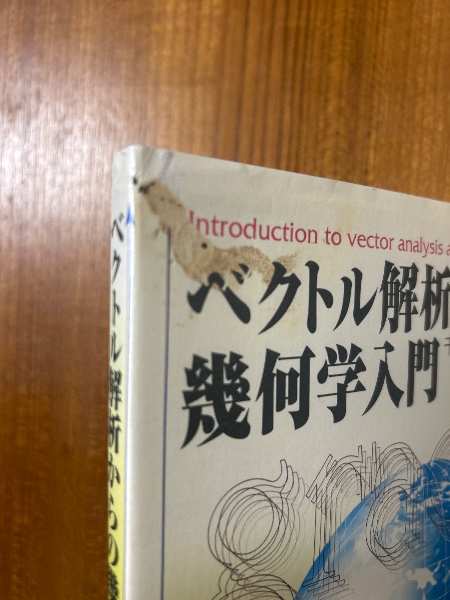 Introduction to vector analysis a
ベクトル解析
幾何学入門
ベクトル解析からの